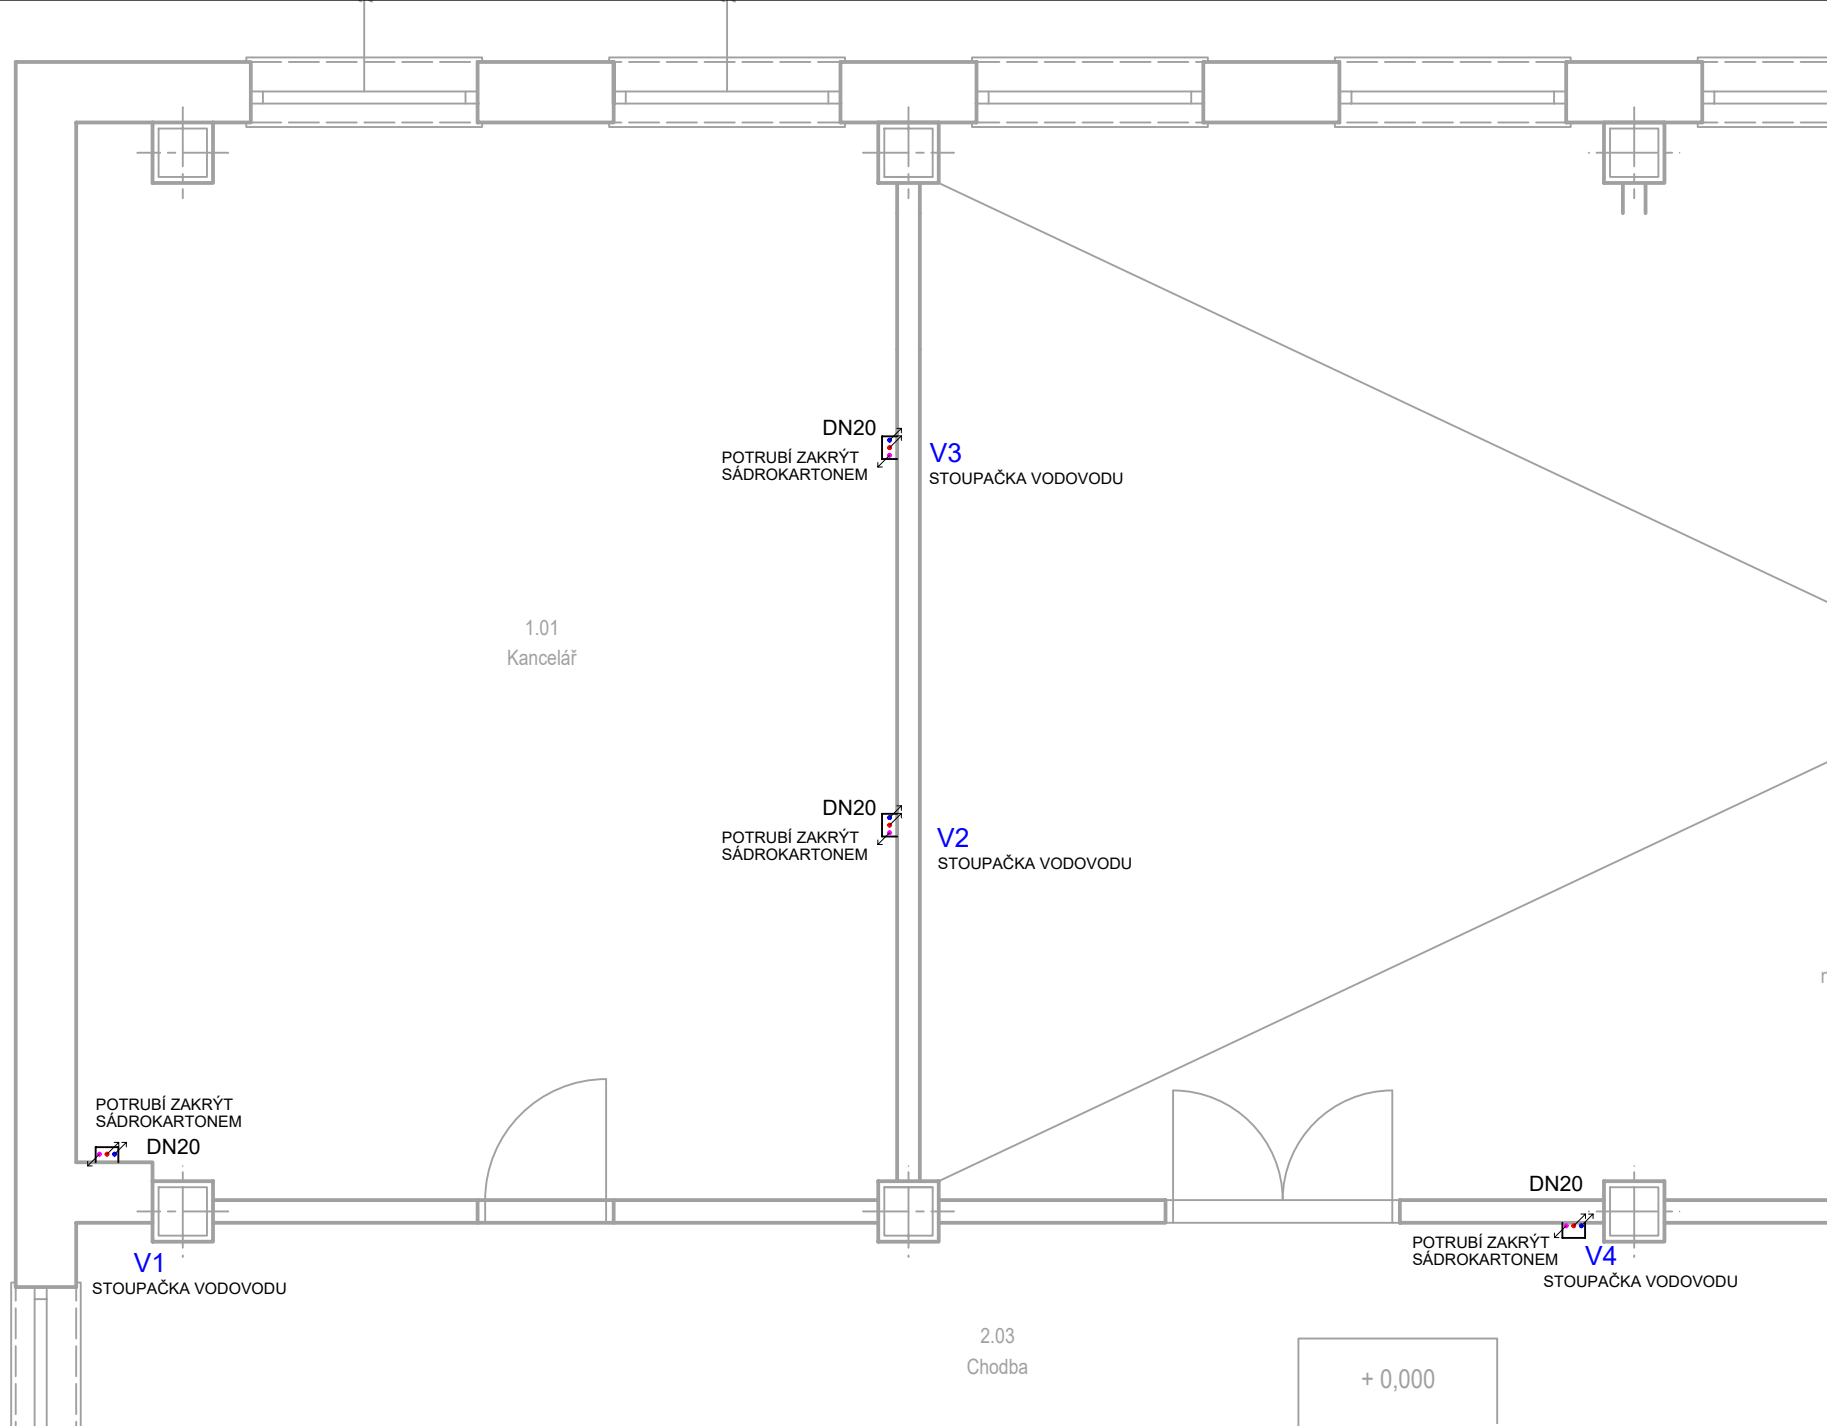 DN20
POTRUBÍ ZAKRÝT
SÁDROKARTONEM
V3
STOUPAČKA VODOVODU
1.01
Kancelář
DN20
POTRUBÍ ZAKRÝT
SÁDROKARTONEM
V2
STOUPAČKA VODOVODU
POTRUBÍ ZAKRÝT
SÁDROKARTONEM
DN20
V1
STOUPAČKA VODOVODU
DN20
POTRUBÍ ZAKRÝT
SÁDROKARTONEM
V4
STOUPAČKA VODOVODU
2.03
Chodba
+ 0,000